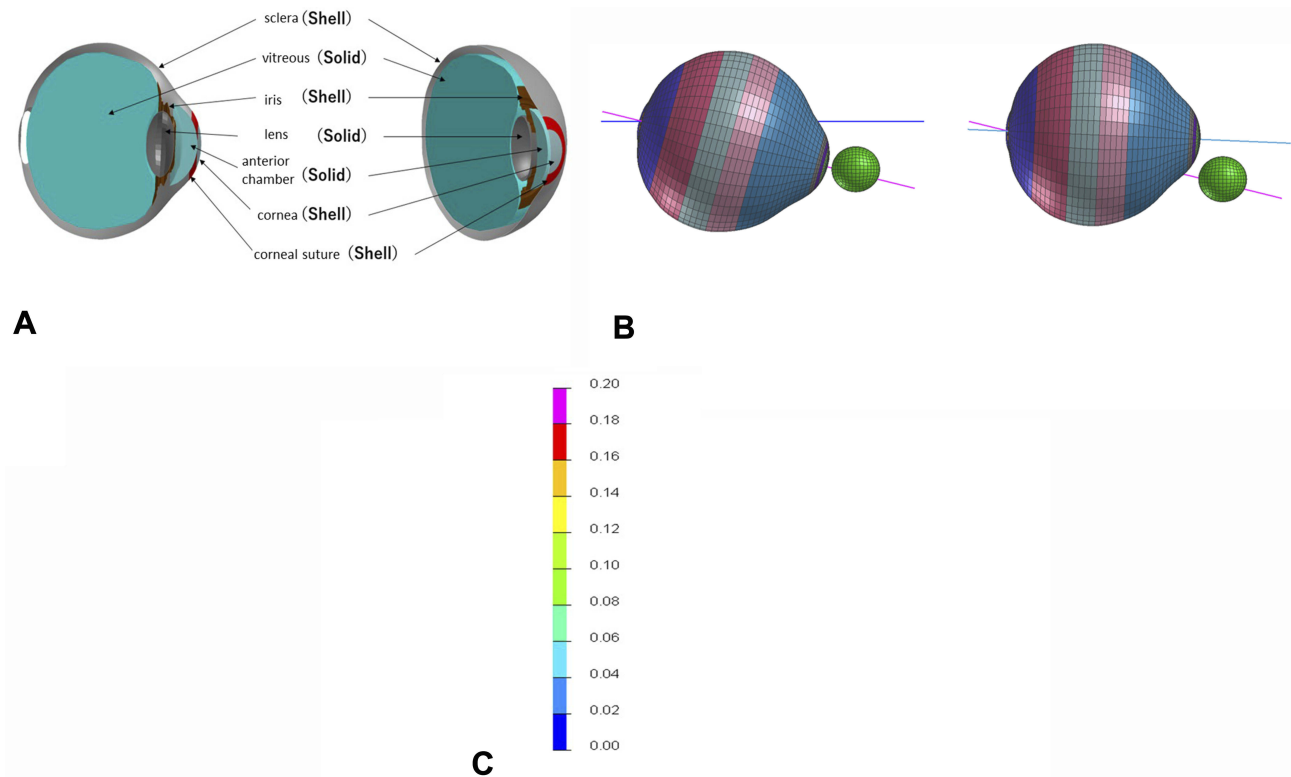 sclera (Shell)
vitreous (Solid)
iris (Shell)
lens (Solid)
anterior
chamber (Solid)
cornea (Shell)
corneal suture (Shell)
A
B
0.20
0.18
0.16
0.14
0.12
0.10
0.08
0.06
0.04
0.02
0.00
C